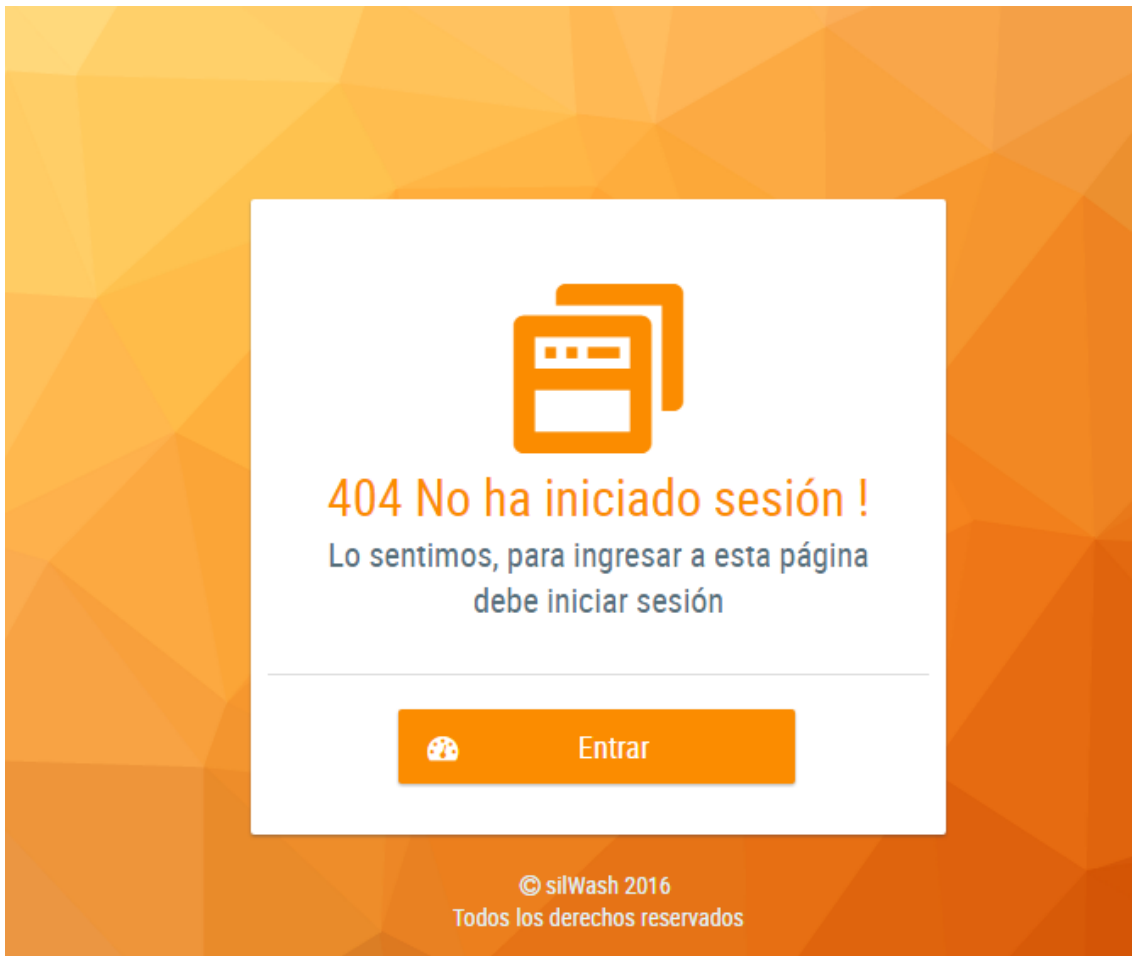 404 No ha iniciado sesión !
Lo sentimos, para ingresar a esta página
debe iniciar sesión
Entrar
© silWash 2016
Todos los derechos reservados